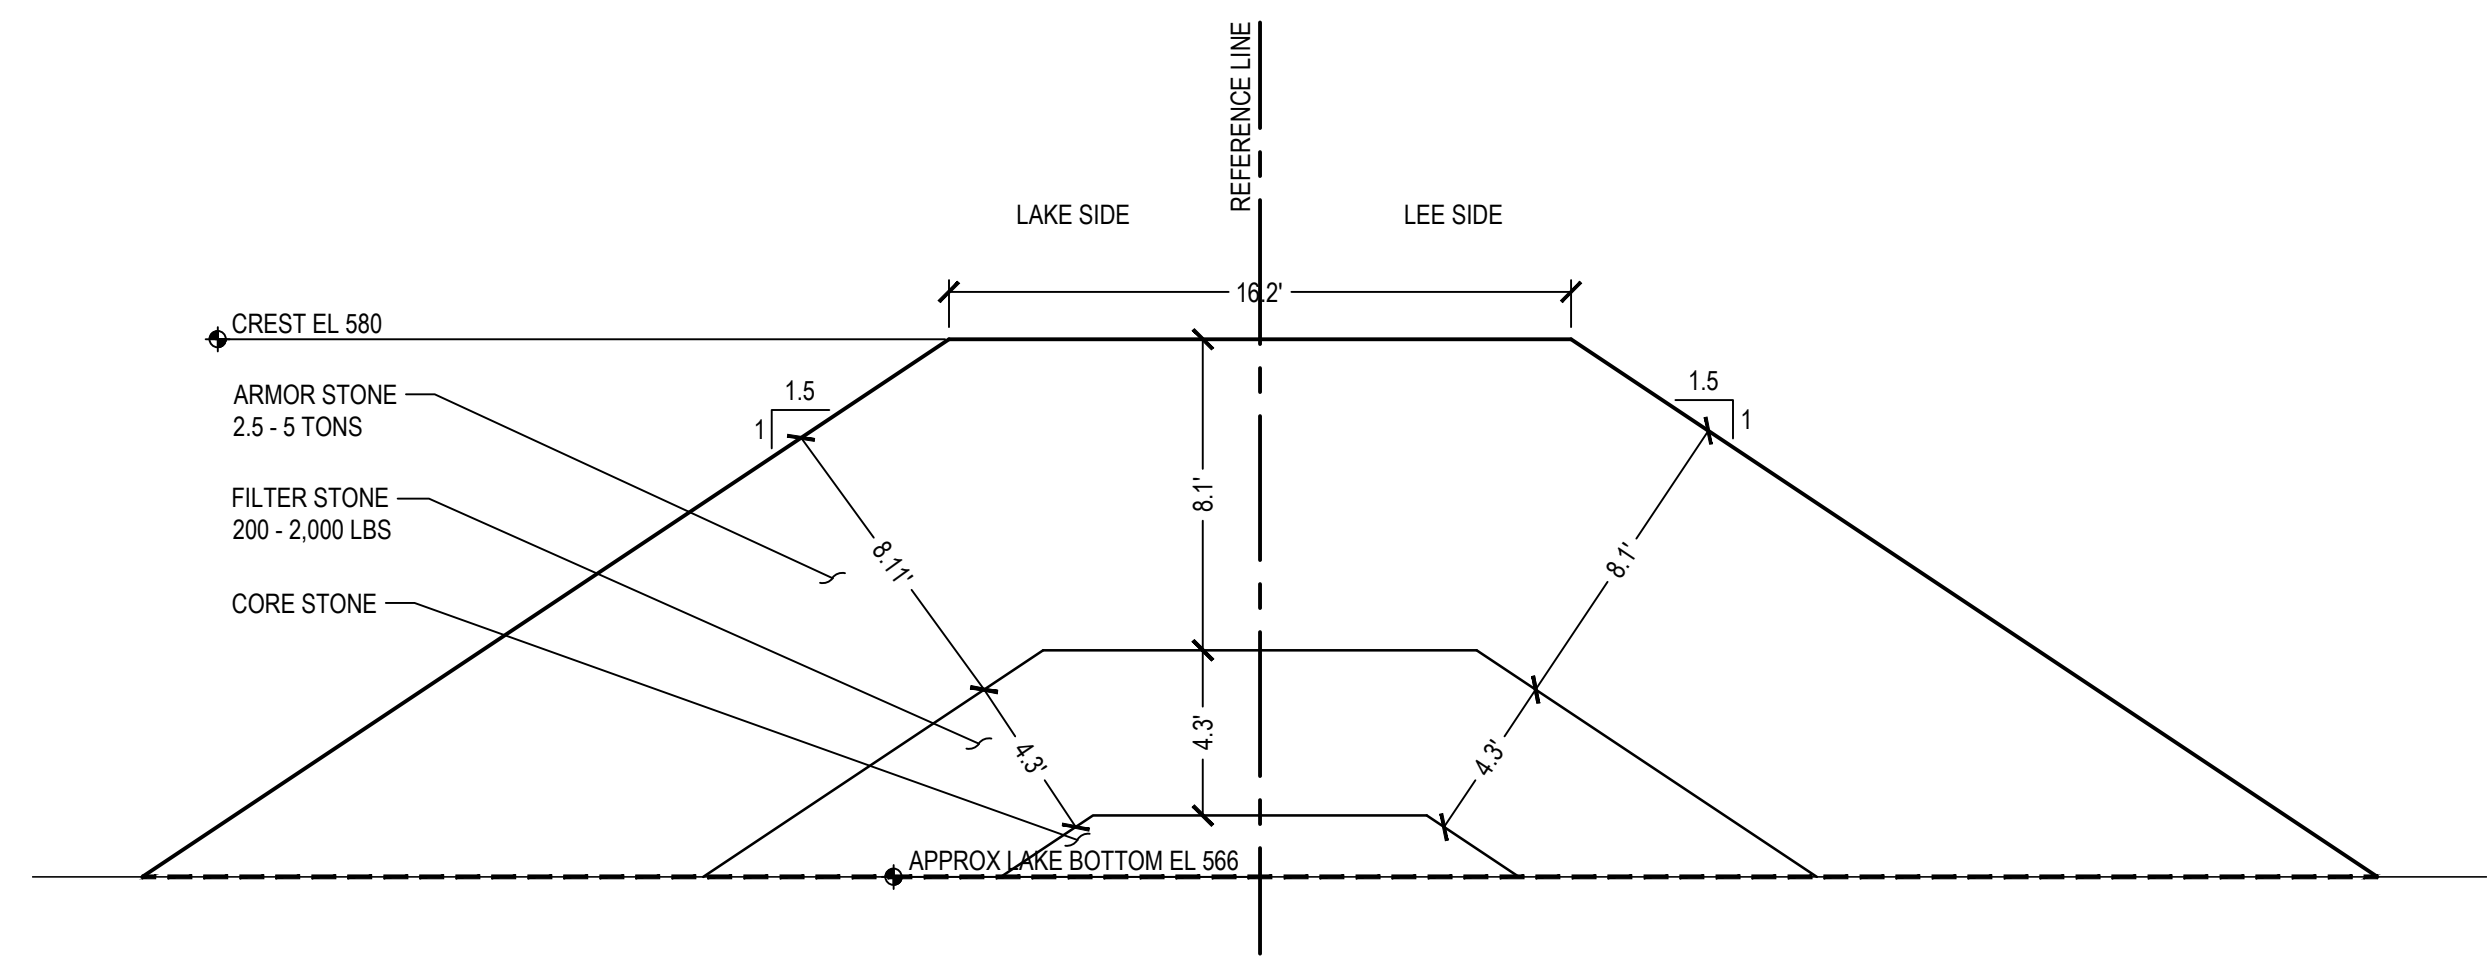 REFERENCE LINE
LAKE SIDE
LEE SIDE
16.2'
CREST EL 580
ARMOR STONE
2.5 - 5 TONS
1.5
1
1.5
1
FILTER STONE
200 - 2,000 LBS
8.1'
8.11'
8.1'
CORE STONE
4.3'
4.3'
4.3'
APPROX LAKE BOTTOM EL 566